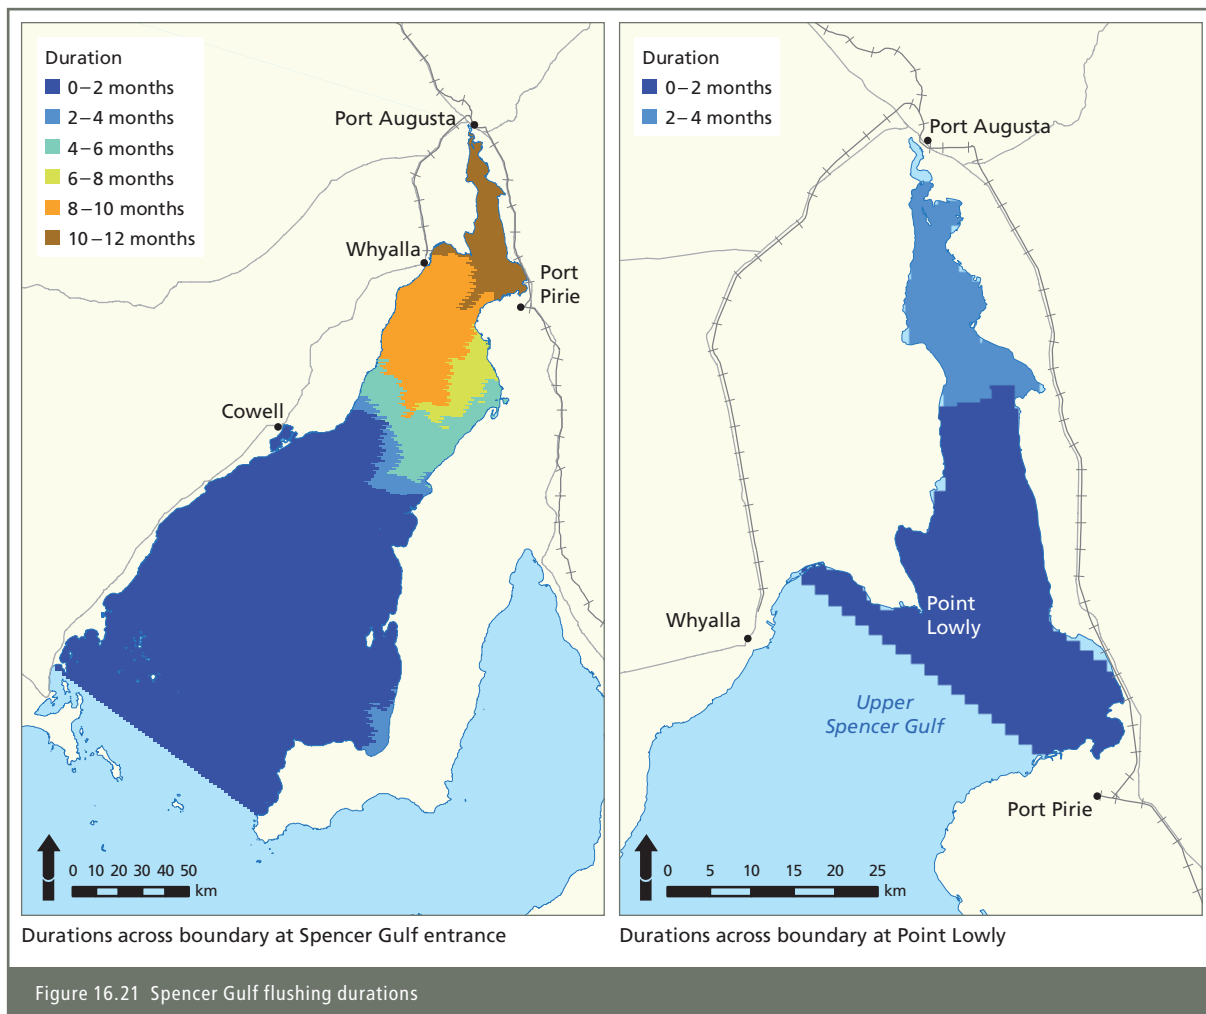 Duration
0–2 months
2–4 months
4–6 months
6–8 months
8–10 months
10–12 months
Port Augusta
Whyalla
Port
Pirie
Cowell
0 10 20 30 40 50
km
Durations across boundary at Spencer Gulf entrance
Duration
0–2 months
2–4 months
Port Augusta
Point
Lowly
Whyalla
Upper
Spencer Gulf
Port Pirie
0 5 10 15 20 25
km
Durations across boundary at Point Lowly
Figure 16.21 Spencer Gulf flushing durations